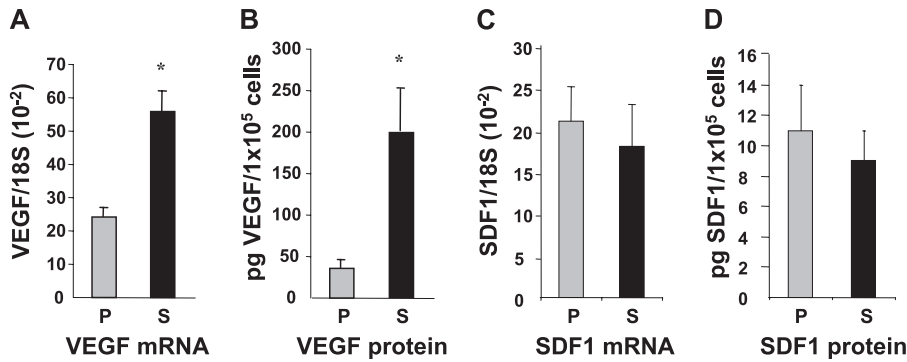 A
VEGF/18S (10-2)
70
60
50
40
30
20
10
0
*
P S
VEGF mRNA
B
pg VEGF/1x105 cells
300
250
200
150
100
50
0
*
P S
VEGF protein
C
SDF1/18S (10-2)
30
25
20
15
10
5
0
P S
SDF1 mRNA
D
pg SDF1/1x105 cells
16
14
12
10
8
6
4
2
0
P S
SDF1 protein